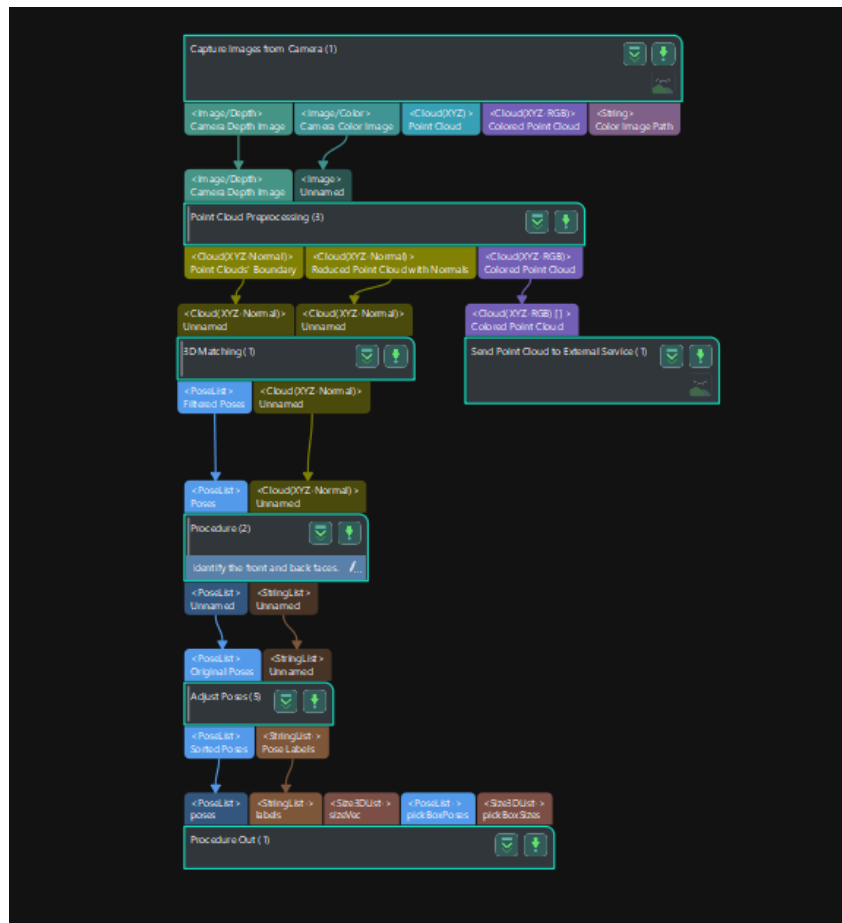 Capture Images from Camera (1)
<Image/Depth> <Image/Color> <Cloud(XYZ) > <Cloud(XYZ-RGB)> <String>
Camera Depth Image Camera Color Image Point Cloud Colored Point Cloud Color Image Path
<Image/Depth> <Image>
Camera Depth Image Unnamed
Point Cloud Preprocessing (3)
<Cloud(XYZ-Normal)> <Cloud(XYZ-Normal) > <Cloud(XYZ-RGB)>
Point Clouds' Boundary Reduced Point Cloud with Normals Colored Point Cloud
<Cloud(XYZ-Normal)> <Cloud(XYZ-Normal)> <Cloud(XYZ-RGB) [] >
Unnamed Unnamed Colored Point Cloud
3D Matching (1) Send Point Cloud to External Service (1)
<PoseList> <Cloud(XYZ-Normal) >
Filtered Poses Unnamed
<PoseList> <Cloud(XYZ-Normal) >
Poses Unnamed
Procedure (2)
Identify the front and back faces. /...
<PoseList> <StringList>
Unnamed Unnamed
<PoseList> <StringList>
Original Poses Unnamed
Adjust Poses (5)
<PoseList> <StringList->
Sorted Poses Pose Labels
<PoseList> <StringList-> <Size3DList-> <PoseList-> <Size3DList->
poses labels sizeVec pickBoxPoses pickBoxSizes
Procedure Out (1)